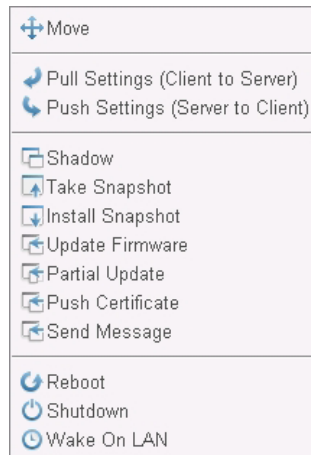 Move
Pull Settings (Client to Server)
Push Settings (Server to Client)
Shadow
Take Snapshot
Install Snapshot
Update Firmware
Partial Update
Push Certificate
Send Message
Reboot
Shutdown
Wake On LAN